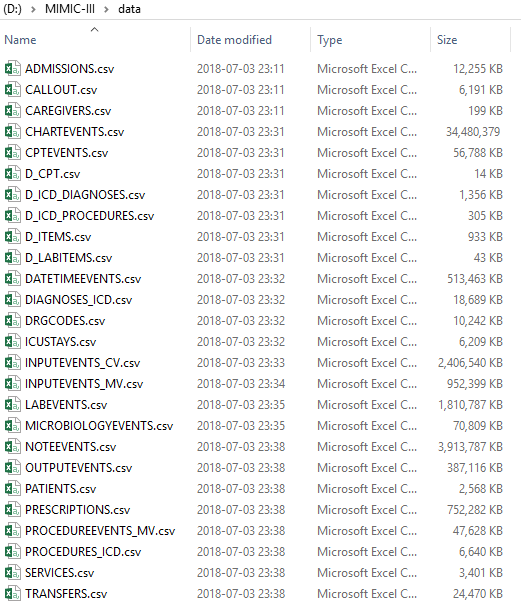 (D:) > MIMIC-III > data
Name Date modified Type Size
ADMISSIONS.csv 2018-07-03 23:11 Microsoft Excel C... 12,255 KB
CALLOUT.csv 2018-07-03 23:11 Microsoft Excel C... 6,191 KB
CAREGIVERS.csv 2018-07-03 23:11 Microsoft Excel C... 199 KB
CHARTEVENTS.csv 2018-07-03 23:31 Microsoft Excel C... 34,480,379
CPTEVENTS.csv 2018-07-03 23:31 Microsoft Excel C... 56,788 KB
D_CPT.csv 2018-07-03 23:31 Microsoft Excel C... 14 KB
D_ICD_DIAGNOSES.csv 2018-07-03 23:31 Microsoft Excel C... 1,356 KB
D_ICD_PROCEDURES.csv 2018-07-03 23:31 Microsoft Excel C... 305 KB
D_ITEMS.csv 2018-07-03 23:31 Microsoft Excel C... 933 KB
D_LABITEMS.csv 2018-07-03 23:31 Microsoft Excel C... 43 KB
DATETIMEEVENTS.csv 2018-07-03 23:32 Microsoft Excel C... 513,463 KB
DIAGNOSES_ICD.csv 2018-07-03 23:32 Microsoft Excel C... 18,689 KB
DRGCODES.csv 2018-07-03 23:32 Microsoft Excel C... 10,242 KB
ICUSTAYS.csv 2018-07-03 23:32 Microsoft Excel C... 6,209 KB
INPUTEVENTS_CV.csv 2018-07-03 23:33 Microsoft Excel C... 2,406,540 KB
INPUTEVENTS_MV.csv 2018-07-03 23:34 Microsoft Excel C... 952,399 KB
LABEVENTS.csv 2018-07-03 23:35 Microsoft Excel C... 1,810,787 KB
MICROBIOLOGYEVENTS.csv 2018-07-03 23:35 Microsoft Excel C... 70,809 KB
NOTEEVENTS.csv 2018-07-03 23:38 Microsoft Excel C... 3,913,787 KB
OUTPUTEVENTS.csv 2018-07-03 23:38 Microsoft Excel C... 387,116 KB
PATIENTS.csv 2018-07-03 23:38 Microsoft Excel C... 2,568 KB
PRESCRIPTIONS.csv 2018-07-03 23:38 Microsoft Excel C... 752,282 KB
PROCEDUREEVENTS_MV.csv 2018-07-03 23:38 Microsoft Excel C... 47,628 KB
PROCEDURES_ICD.csv 2018-07-03 23:38 Microsoft Excel C... 6,640 KB
SERVICES.csv 2018-07-03 23:38 Microsoft Excel C... 3,401 KB
TRANSFERS.csv 2018-07-03 23:38 Microsoft Excel C... 24,470 KB